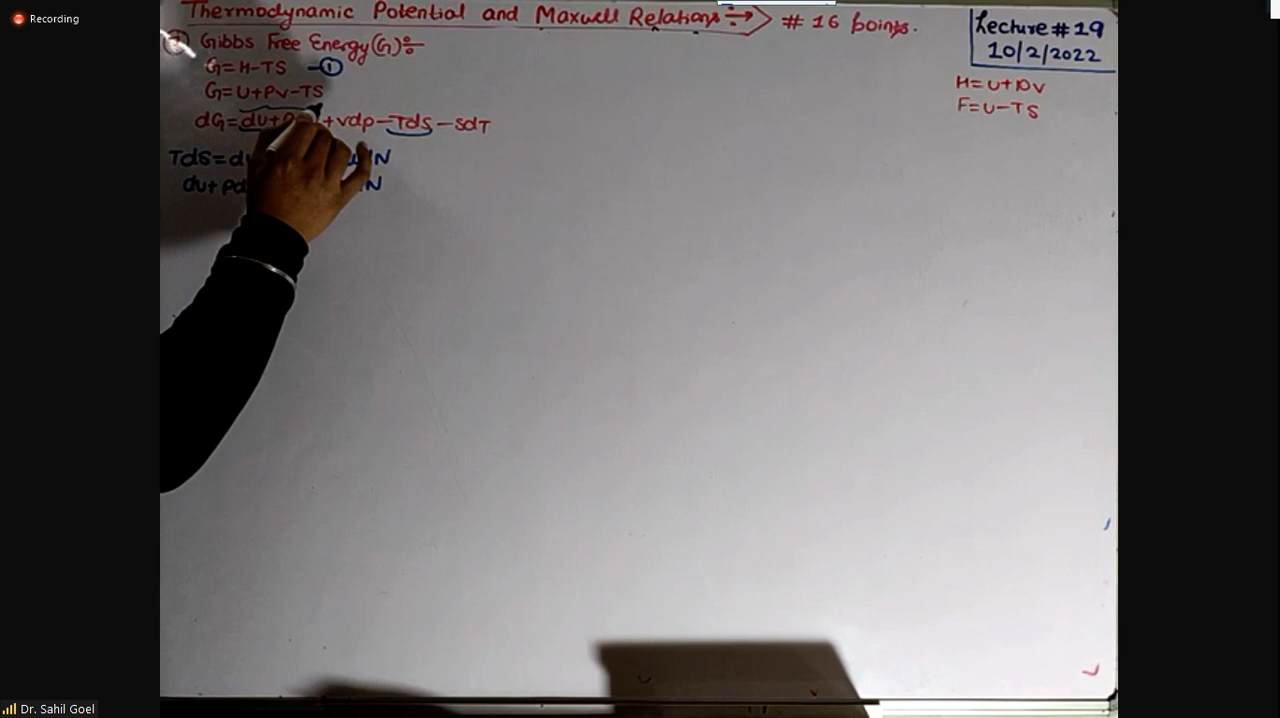 Recording
Thermodynamic Potential and Maxwell Relations ÷→ # 16 points.
Lecture # 19
10/2/2022
Gibbs Free Energy (G) :-
G=H-TS —①
G=U+PV-TS
dG=dU+P +Vdp-Tds-SdT
Tds=du N
du+Pd N
H=U+PV
F=U-TS
Dr. Sahil Goel